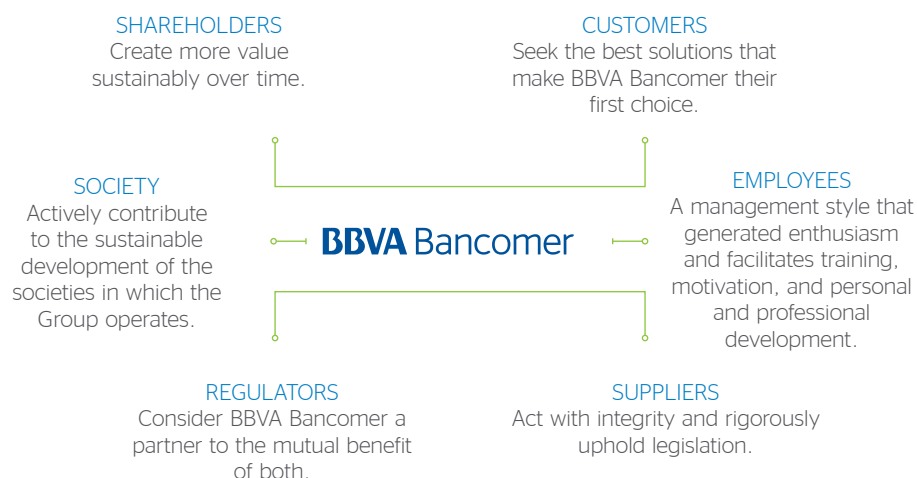 SHAREHOLDERS
Create more value
sustainably over time.
CUSTOMERS
Seek the best solutions that
make BBVA Bancomer their
first choice.
SOCIETY
Actively contribute
to the sustainable
development of the
societies in which the
Group operates.
BBVA Bancomer
EMPLOYEES
A management style that
generated enthusiasm
and facilitates training,
motivation, and personal
and professional
development.
REGULATORS
Consider BBVA Bancomer a
partner to the mutual benefit
of both.
SUPPLIERS
Act with integrity and rigorously
uphold legislation.